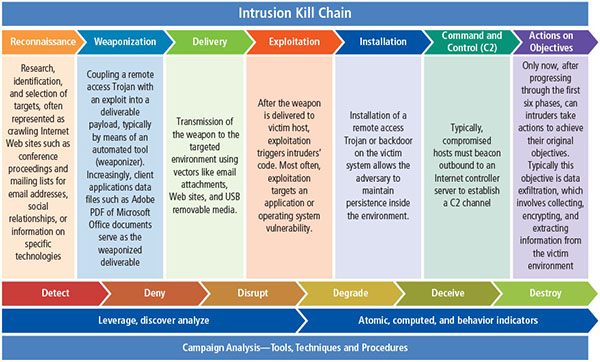 Intrusion Kill Chain
Reconnaissance
Weaponization
Delivery
Exploitation
Installation
Command and
Control (C2)
Actions on
Objectives
Research,
identification,
and selection of
targets, often
represented as
crawling Internet
Web sites such as
conference
proceedings and
mailing lists for
email addresses,
social
relationships, or
information on
specific
technologies
Coupling a remote
access Trojan with
an exploit into a
deliverable
payload, typically
by means of an
automated tool
(weaponizer).
Increasingly, client
applications data
files such as Adobe
PDF of Microsoft
Office documents
serve as the
weaponized
deliverable
Transmission of
the weapon to the
targeted
environment using
vectors like email
attachments,
Web sites, and USB
removable media.
After the weapon
is delivered to
victim host,
exploitation
triggers intruders' code.
Most often,
exploitation
targets an
application or
operating system
vulnerability.
Installation of a
remote access
Trojan or backdoor
on the victim
system allows the
adversary to
maintain
persistence inside
the environment.
Typically,
compromised
hosts must beacon
outbound to an
Internet controller
server to establish
a C2 channel
Only now, after
progressing
through the first
six phases, can
intruders take
actions to achieve
their original
objectives.
Typically this
objective is data
exfiltration, which
involves collecting,
encrypting, and
extracting
information from
the victim
environment
Detect
Deny
Disrupt
Degrade
Deceive
Destroy
Leverage, discover analyze
Atomic, computed, and behavior indicators
Campaign Analysis—Tools, Techniques and Procedures